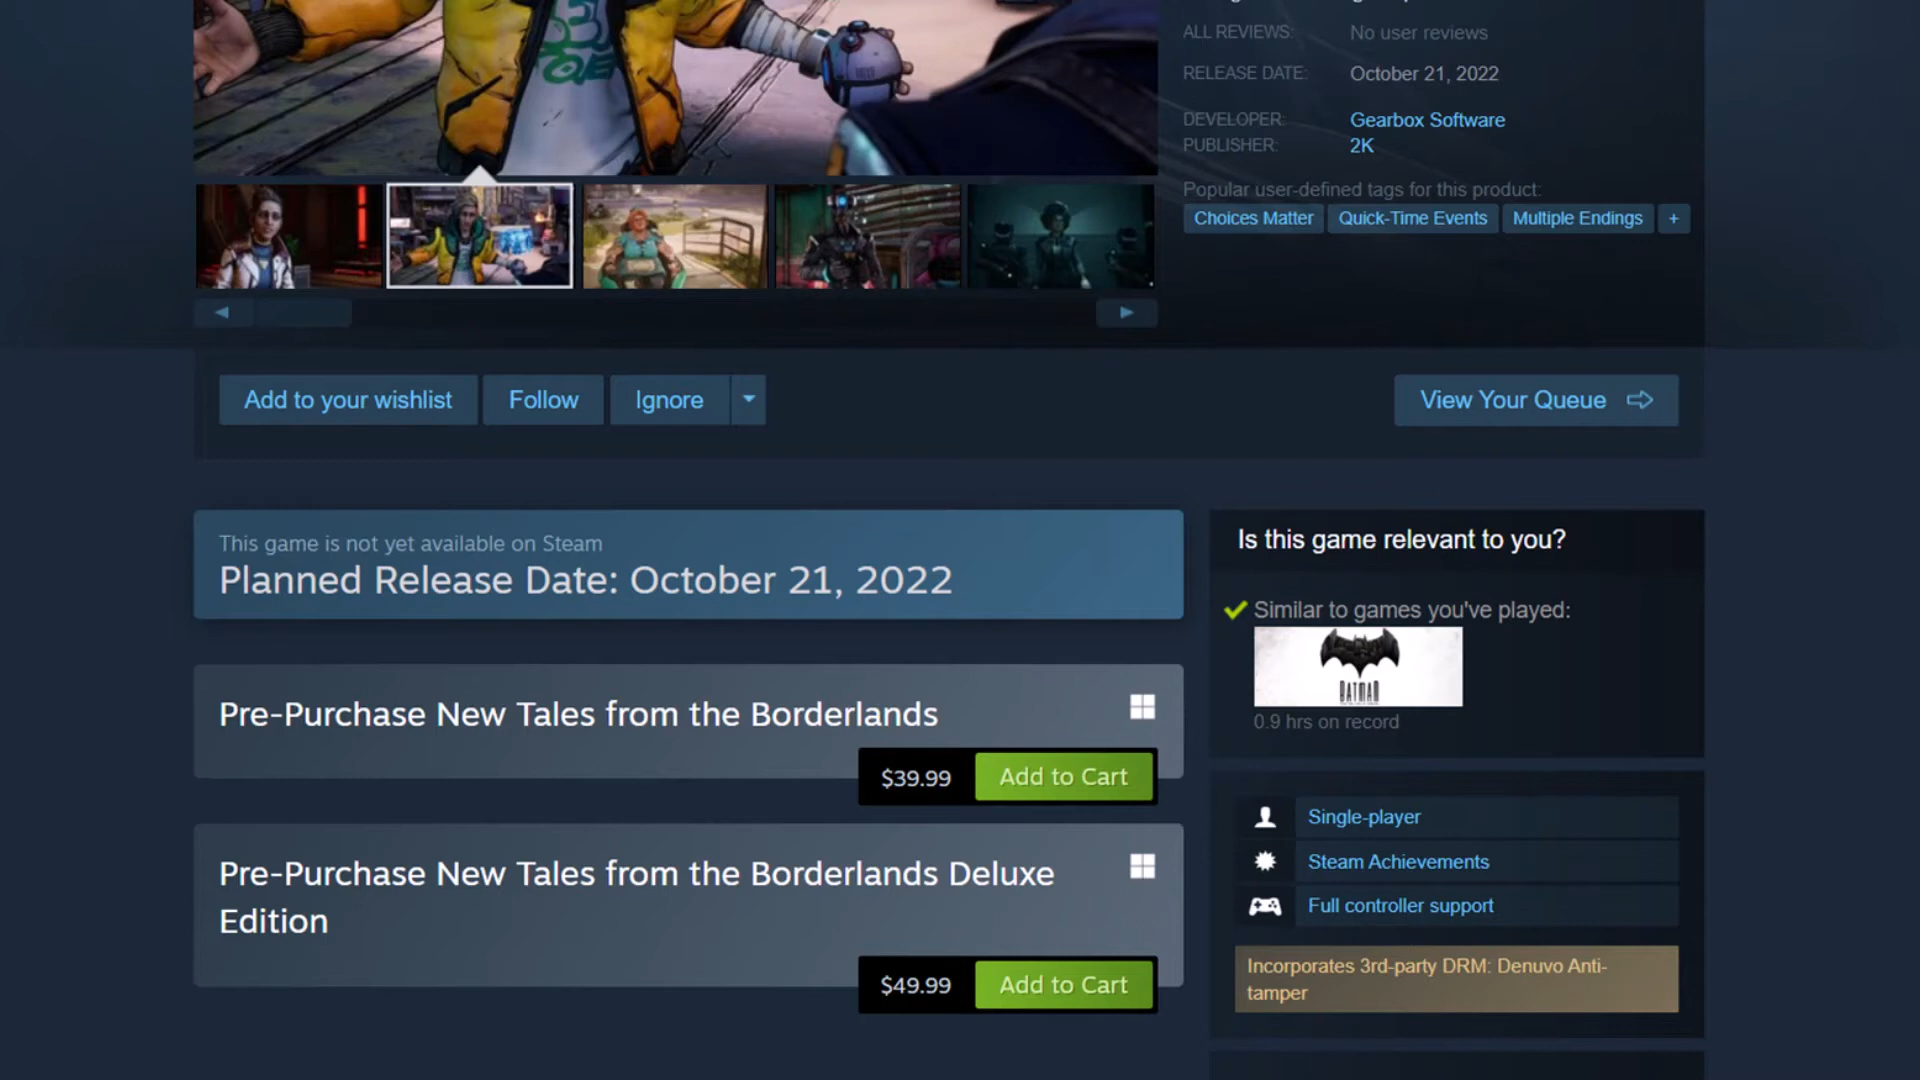 ALL REVIEWS: No user reviews
RELEASE DATE: October 21, 2022
DEVELOPER: Gearbox Software
PUBLISHER: 2K
Popular user-defined tags for this product:
Choices Matter Quick-Time Events Multiple Endings +
Add to your wishlist Follow Ignore View Your Queue
This game is not yet available on Steam
Planned Release Date: October 21, 2022
Pre-Purchase New Tales from the Borderlands
$39.99 Add to Cart
Pre-Purchase New Tales from the Borderlands Deluxe
Edition
$49.99 Add to Cart
Is this game relevant to you?
Similar to games you've played:
BATMAN
0.9 hrs on record
Single-player
Steam Achievements
Full controller support
Incorporates 3rd-party DRM: Denuvo Anti-
tamper